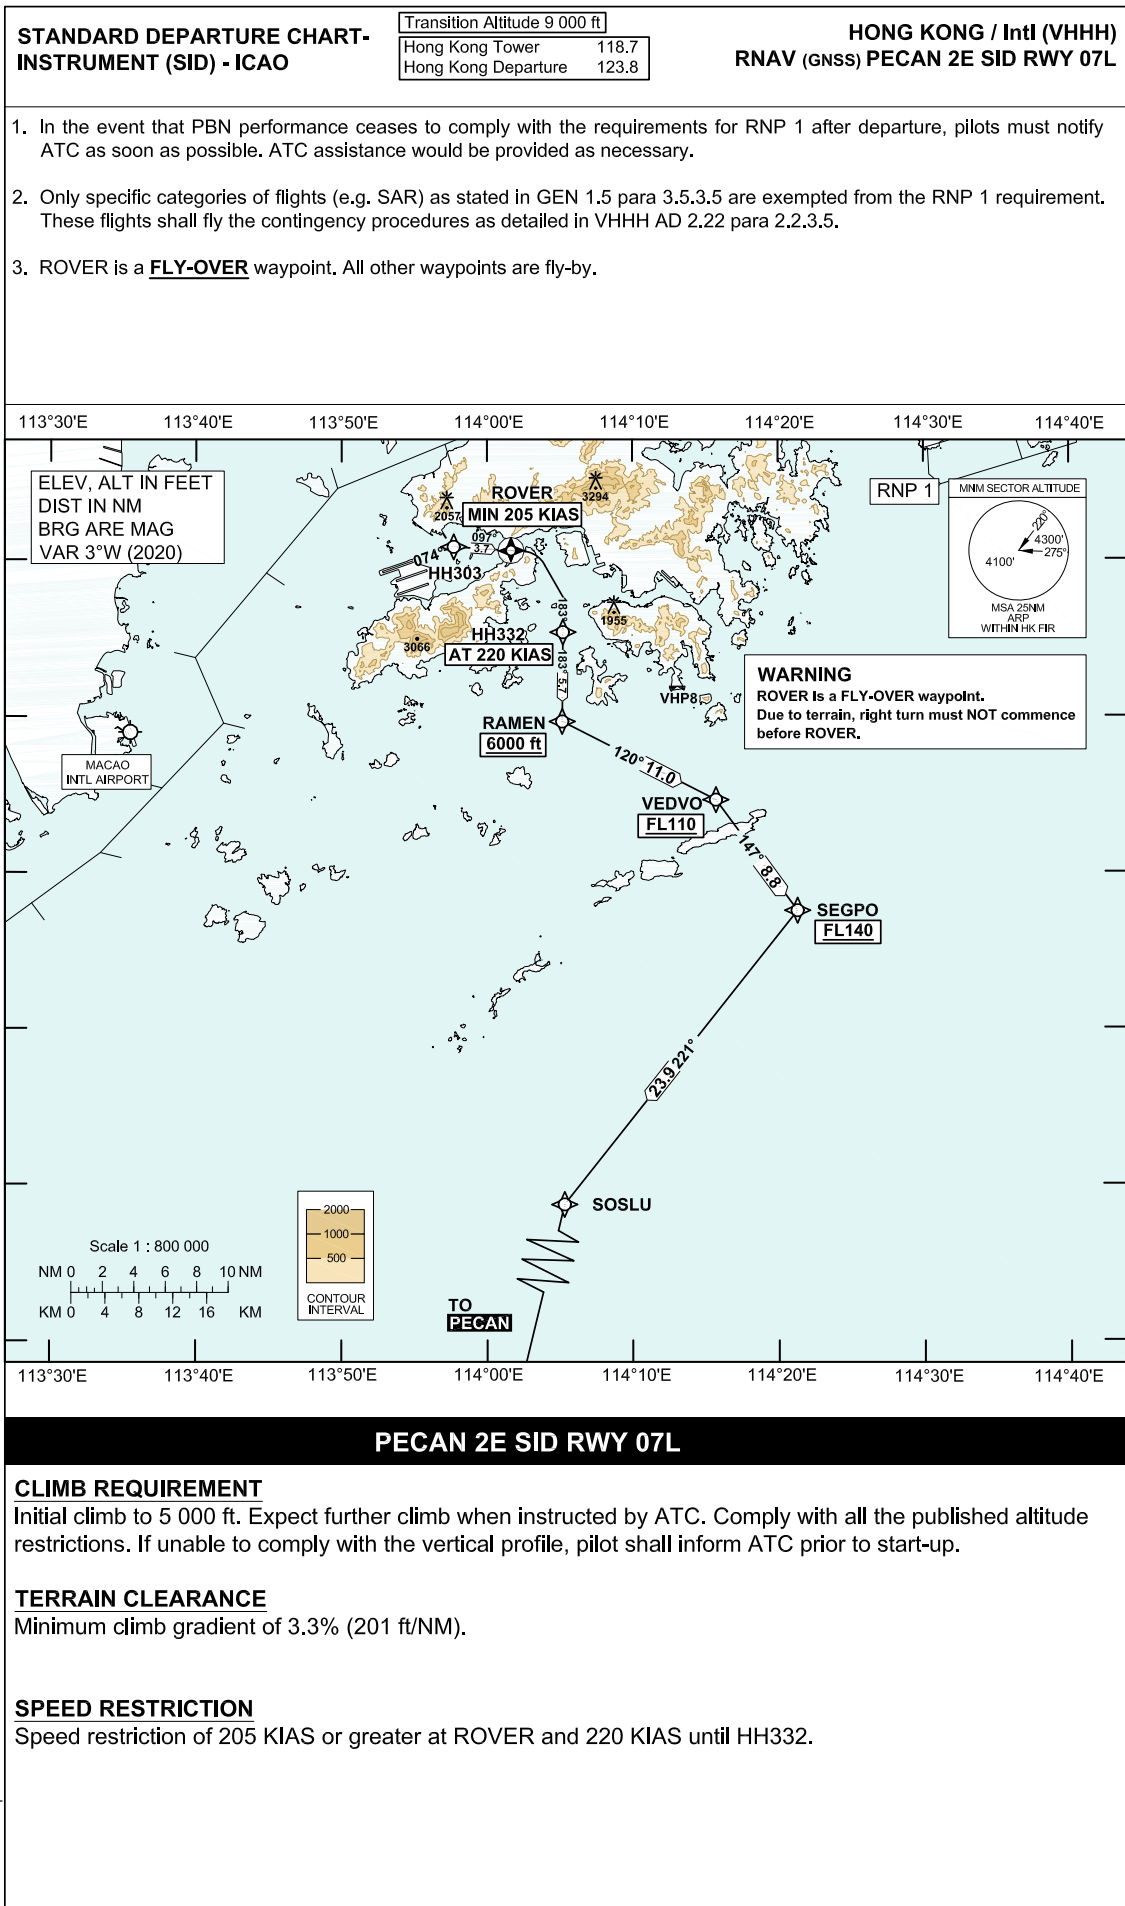 STANDARD DEPARTURE CHART-
INSTRUMENT (SID) - ICAO
Transition Altitude 9 000 ft
Hong Kong Tower 118.7
Hong Kong Departure 123.8
HONG KONG / Intl (VHHH)
RNAV (GNSS) PECAN 2E SID RWY 07L
1. In the event that PBN performance ceases to comply with the requirements for RNP 1 after departure, pilots must notify
ATC as soon as possible. ATC assistance would be provided as necessary.
2. Only specific categories of flights (e.g. SAR) as stated in GEN 1.5 para 3.5.3.5 are exempted from the RNP 1 requirement.
These flights shall fly the contingency procedures as detailed in VHHH AD 2.22 para 2.2.3.5.
3. ROVER is a FLY-OVER waypoint. All other waypoints are fly-by.
113°30'E 113°40'E 113°50'E 114°00'E 114°10'E 114°20'E 114°30'E 114°40'E
ELEV, ALT IN FEET
DIST IN NM
BRG ARE MAG
VAR 3°W (2020)
RNP 1
MNM SECTOR ALTITUDE
220°
4300'
275°
4100'
MSA 25NM
ARP
WITHIN HK FIR
2057
3294
ROVER
MIN 205 KIAS
074°
097°
3.7
HH303
183°
1955
3066
HH332
AT 220 KIAS
183° 5.7
VHP8
WARNING
ROVER is a FLY-OVER waypoint.
Due to terrain, right turn must NOT commence
before ROVER.
RAMEN
6000 ft
MACAO
INTL AIRPORT
120° 11.0
VEDVO
FL110
147° 8.8
SEGPO
FL140
23.9 221°
SOSLU
2000
1000
500
CONTOUR
INTERVAL
Scale 1 : 800 000
NM 0 2 4 6 8 10 NM
KM 0 4 8 12 16 KM
TO
PECAN
113°30'E 113°40'E 113°50'E 114°00'E 114°10'E 114°20'E 114°30'E 114°40'E
PECAN 2E SID RWY 07L
CLIMB REQUIREMENT
Initial climb to 5 000 ft. Expect further climb when instructed by ATC. Comply with all the published altitude
restrictions. If unable to comply with the vertical profile, pilot shall inform ATC prior to start-up.
TERRAIN CLEARANCE
Minimum climb gradient of 3.3% (201 ft/NM).
SPEED RESTRICTION
Speed restriction of 205 KIAS or greater at ROVER and 220 KIAS until HH332.